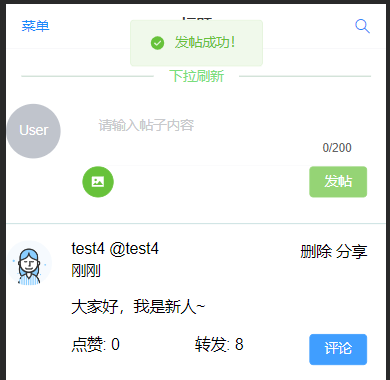 菜单
发帖成功！
下拉刷新
User
请输入帖子内容
0/200
发帖
test4 @test4
删除 分享
刚刚
大家好，我是新人~
点赞: 0
转发: 8
评论